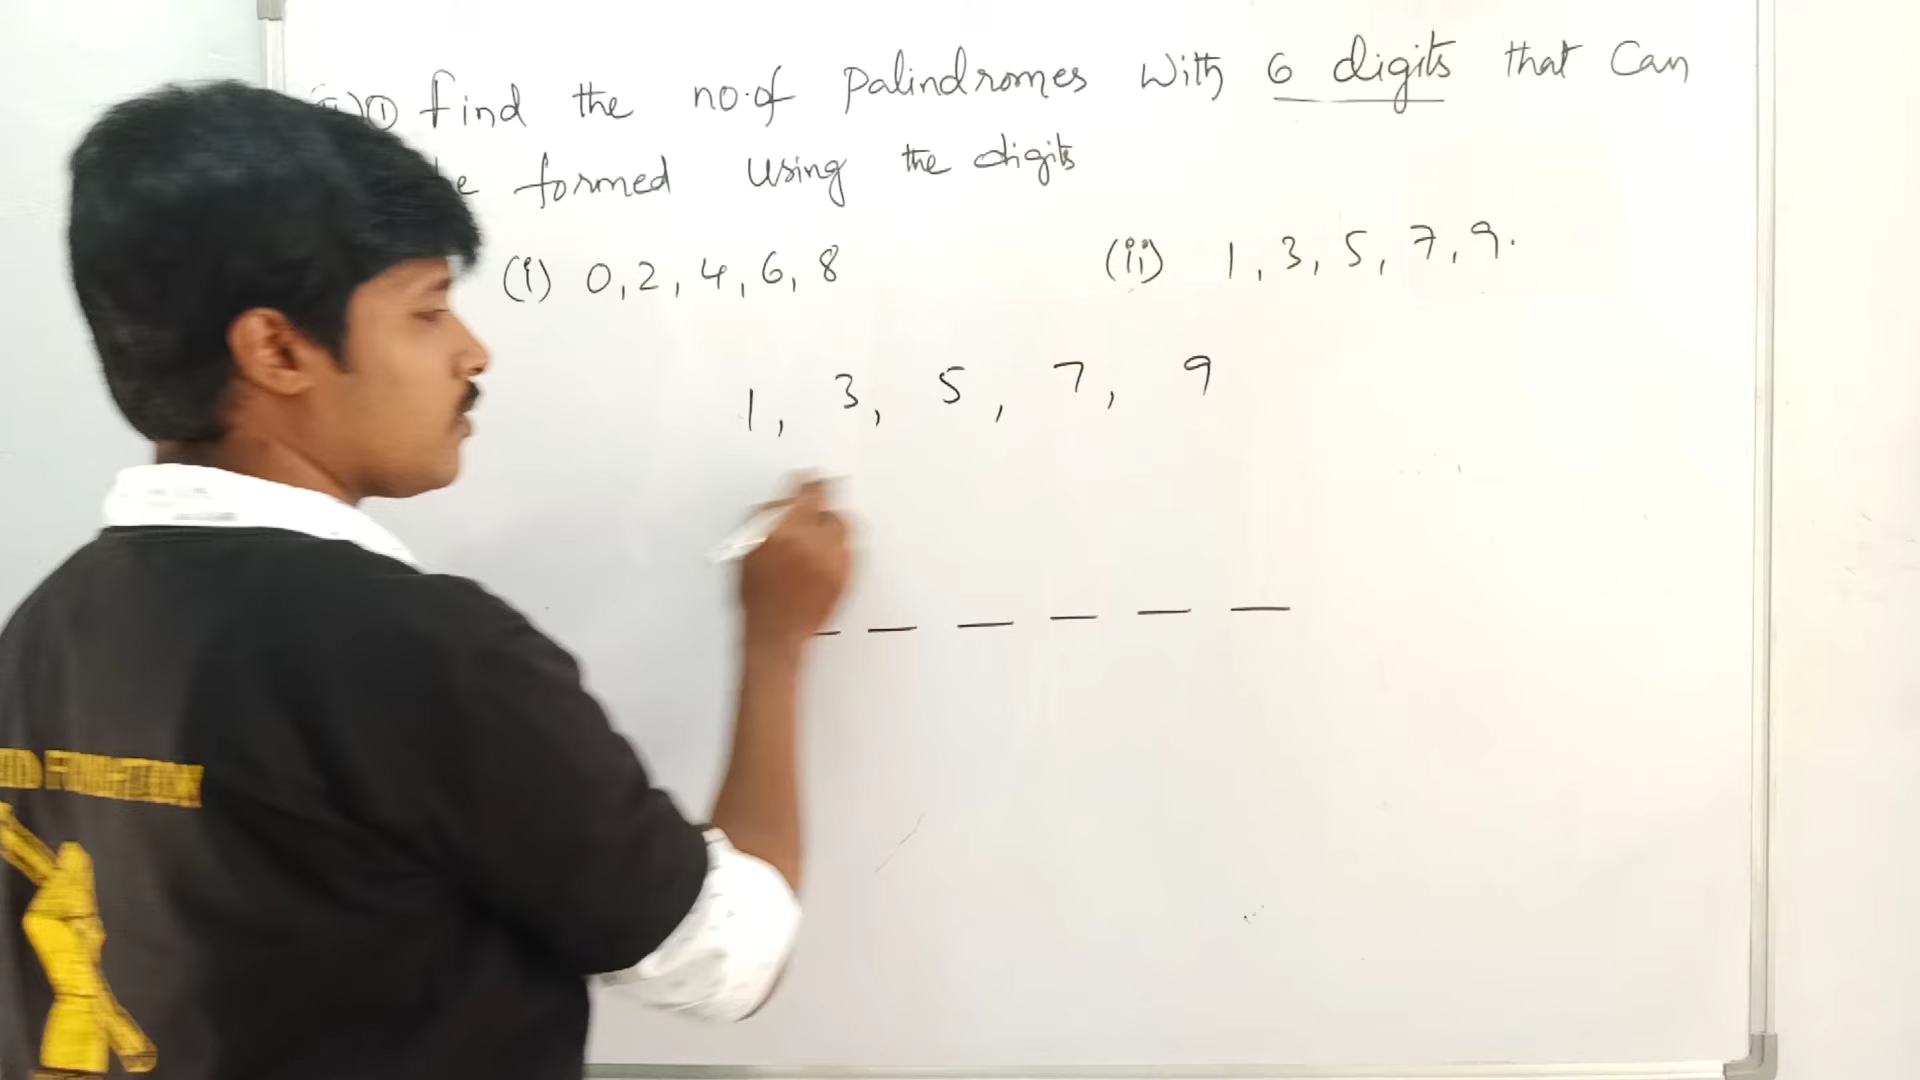 ① find the no.of palindromes with 6 digits that can
formed using the digits
(i) 0, 2, 4, 6, 8 (ii) 1, 3, 5, 7, 9.
1, 3, 5, 7, 9